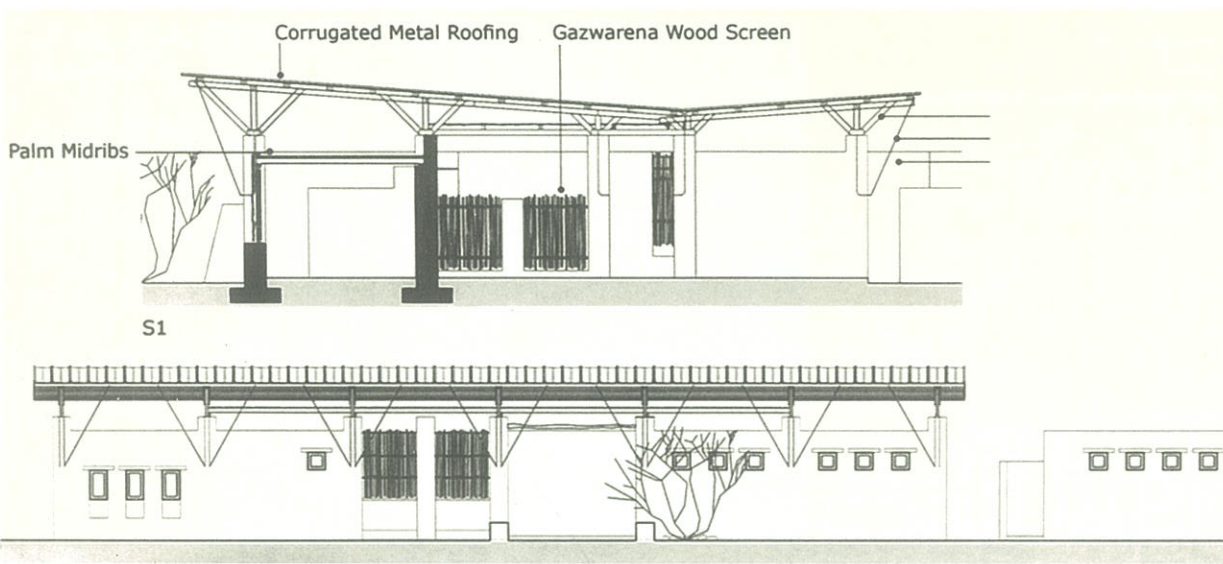 Corrugated Metal Roofing
Gazwarena Wood Screen
Palm Midribs
S1